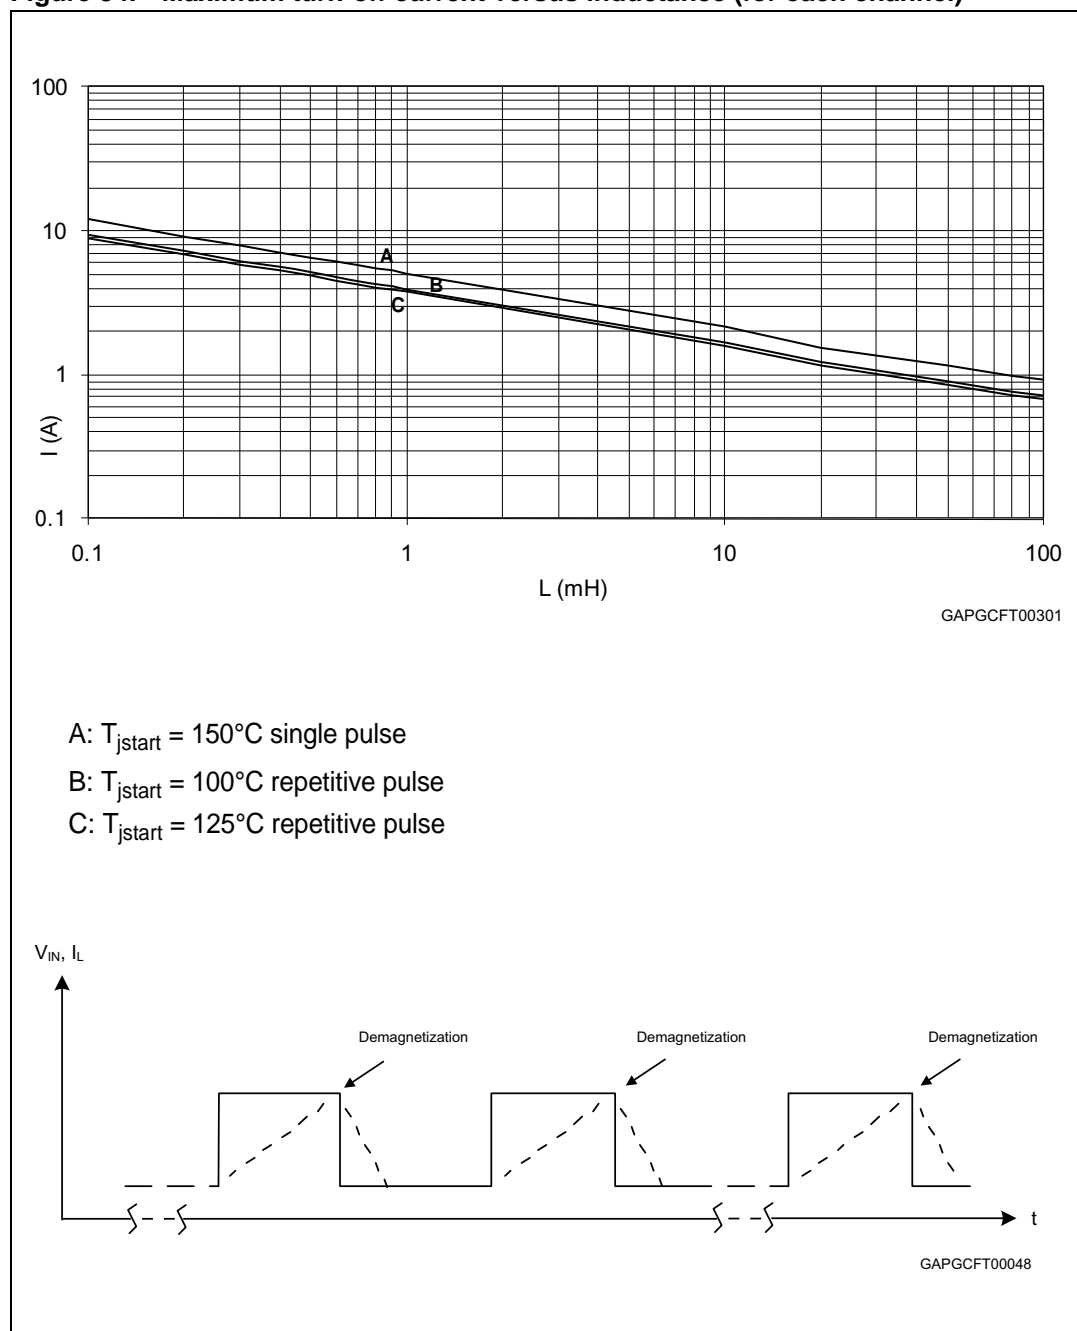 100
10
1
0.1
I (A)
A
B
C
0.1 1 10 100
L (mH)
GAPGCFT00301
A: Tjstart = 150°C single pulse
B: Tjstart = 100°C repetitive pulse
C: Tjstart = 125°C repetitive pulse
VIN, IL
Demagnetization Demagnetization Demagnetization
t
GAPGCFT00048